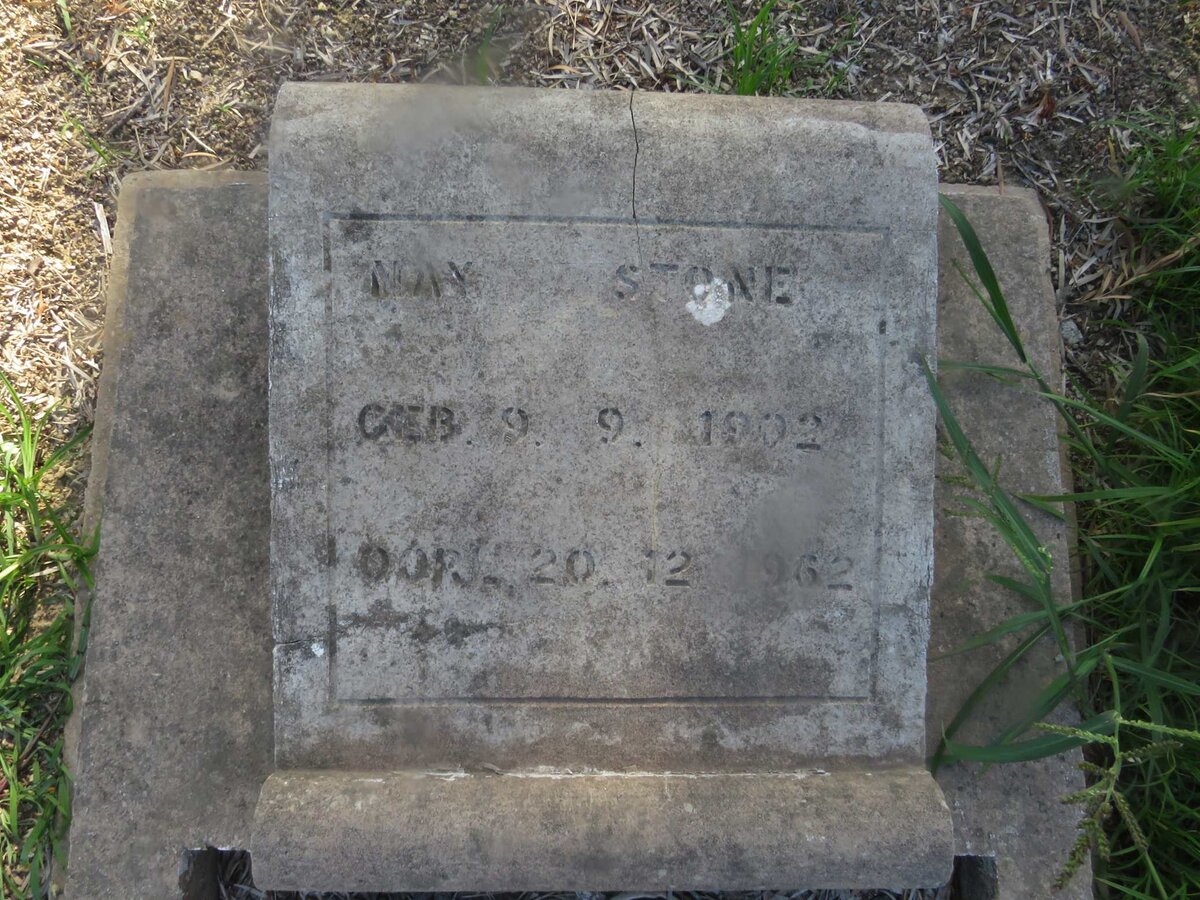 MAY STONE
GEB. 9. 9. 1902
OORL. 20. 12 1962